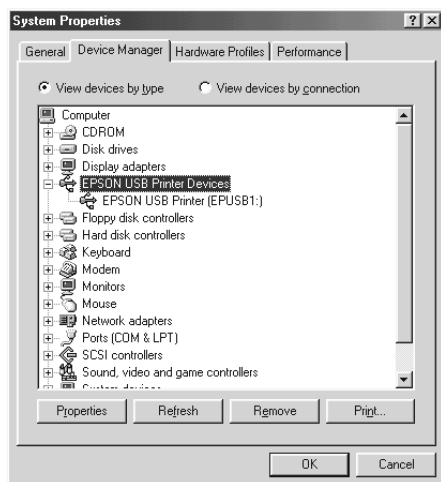 System Properties
General Device Manager Hardware Profiles Performance
View devices by type View devices by connection
Computer
CDROM
Disk drives
Display adapters
EPSON USB Printer Devices
EPSON USB Printer (EPUSB1:)
Floppy disk controllers
Hard disk controllers
Keyboard
Modem
Monitors
Mouse
Network adapters
Ports (COM & LPT)
SCSI controllers
Sound, video and game controllers
System devices
Properties Refresh Remove Print...
OK Cancel